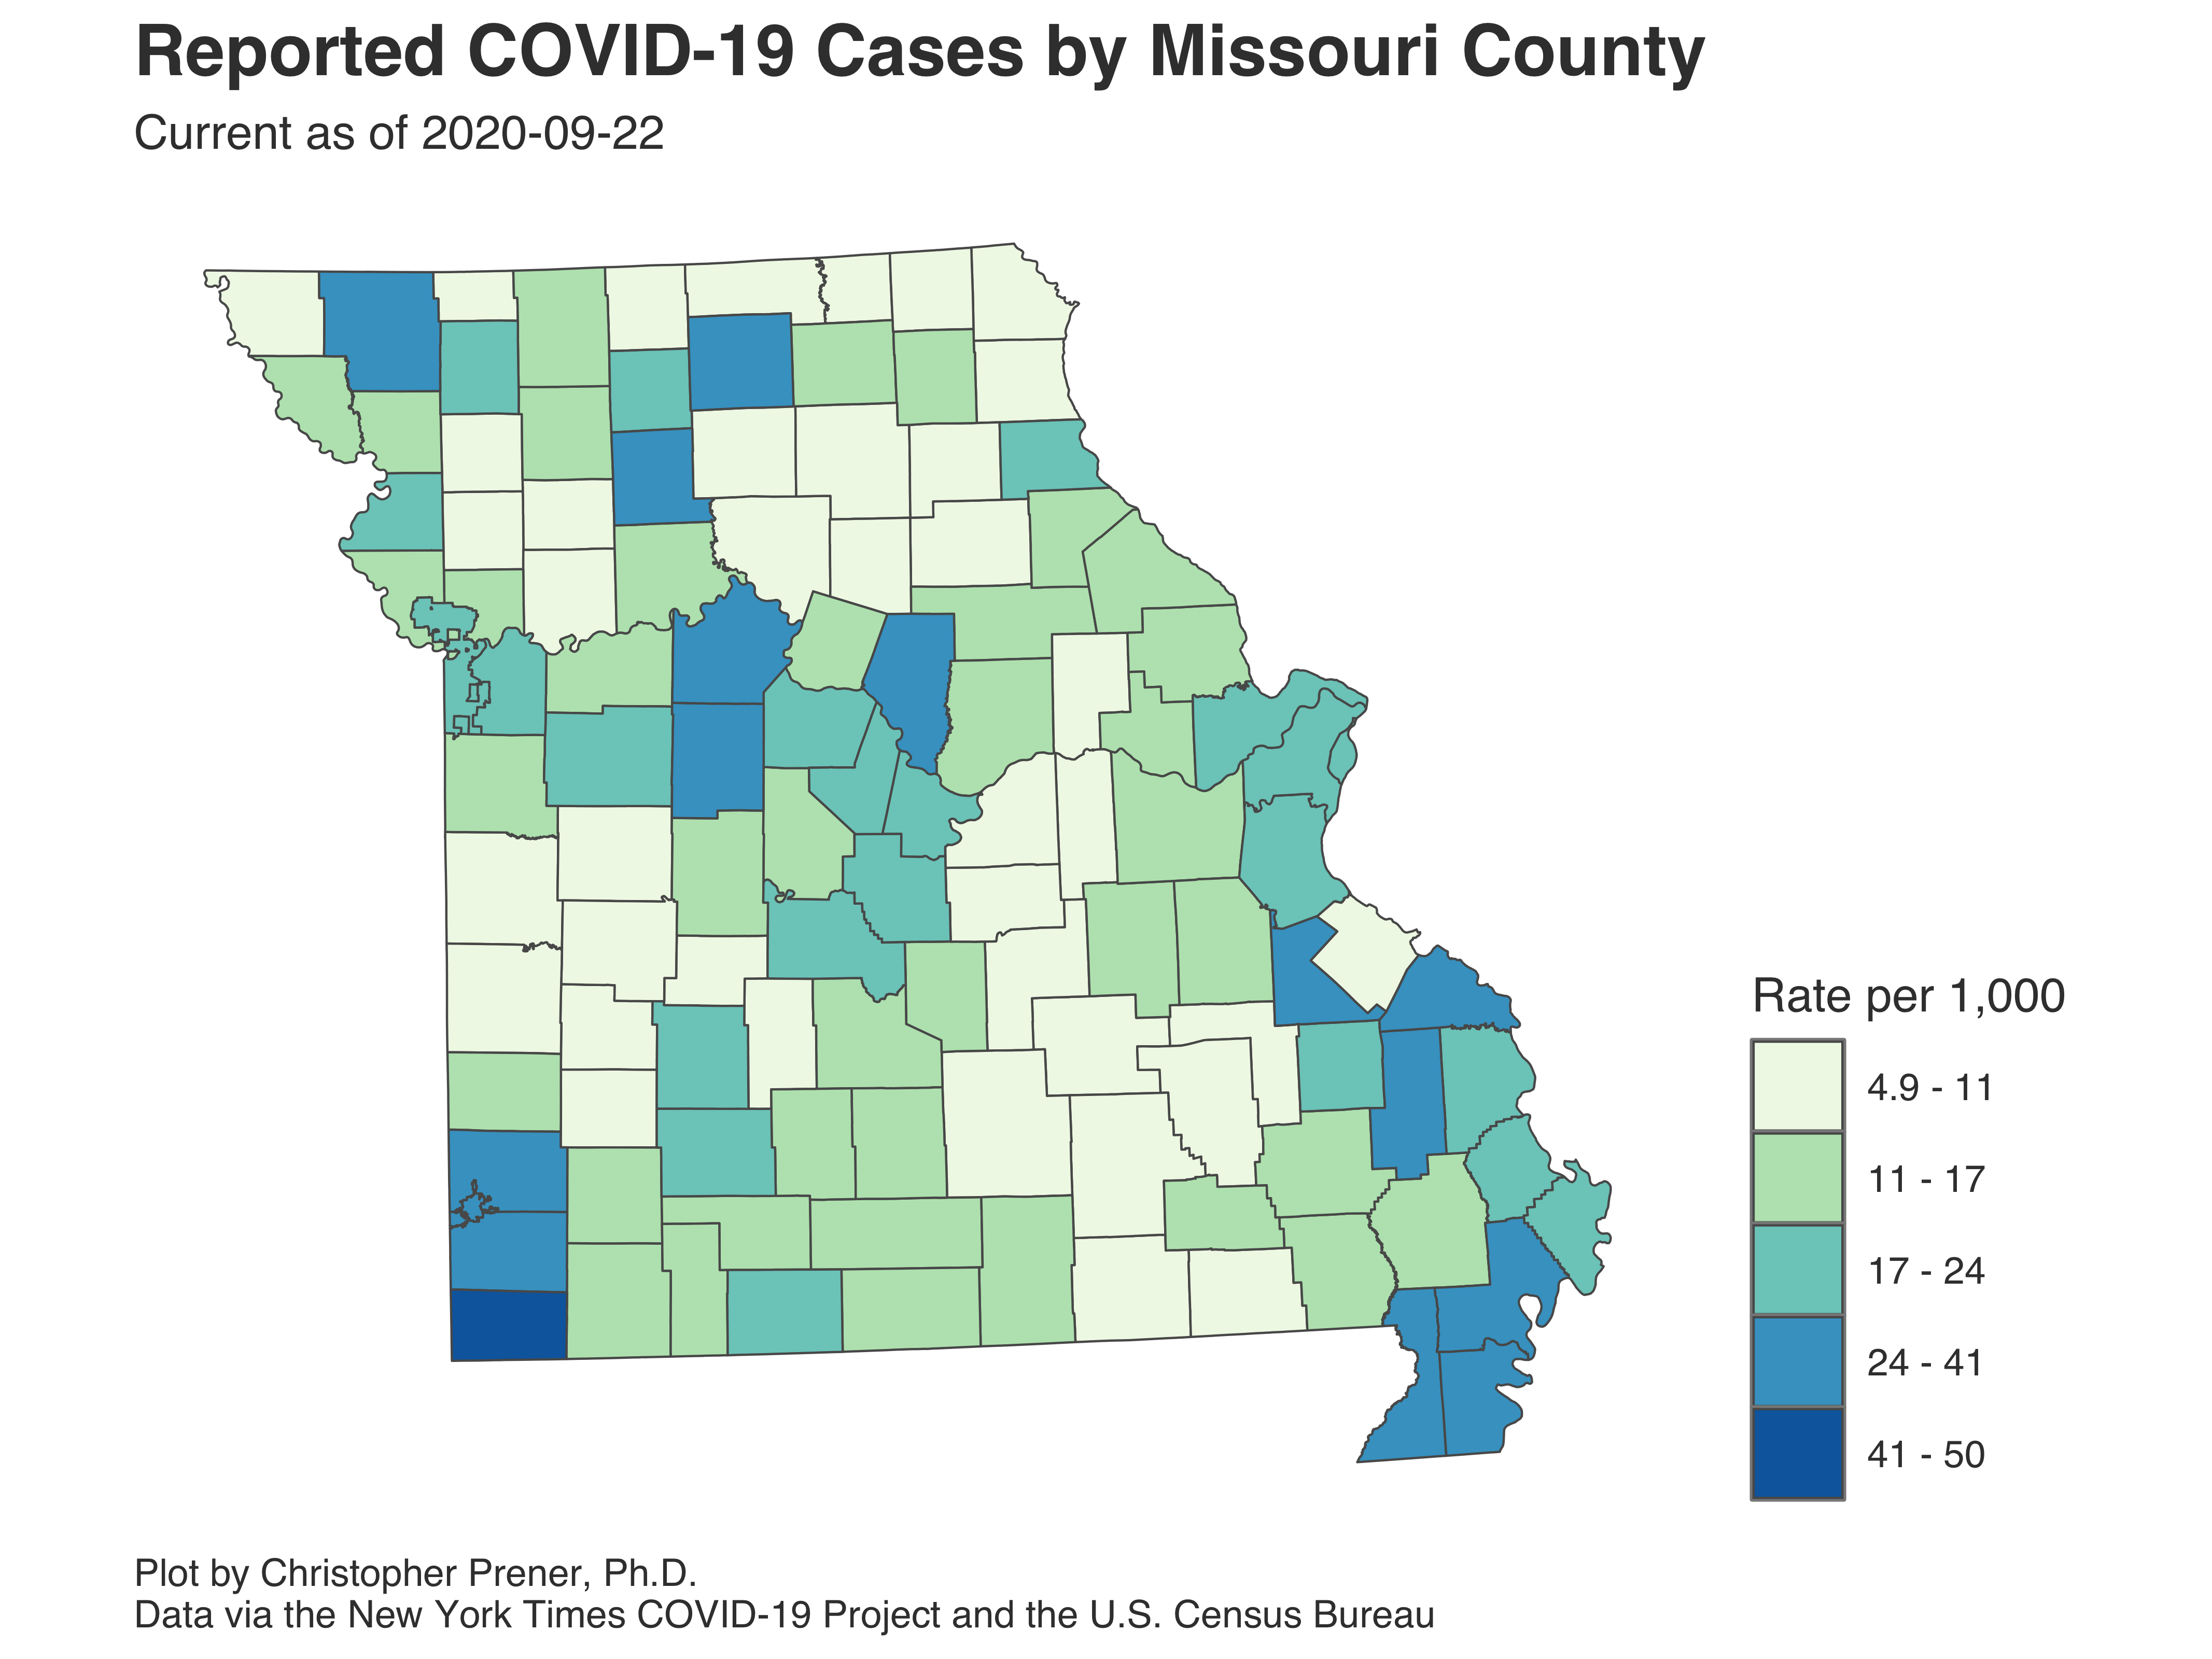 Reported COVID-19 Cases by Missouri County
Current as of 2020-09-22
Rate per 1,000
4.9 - 11
11 - 17
17 - 24
24 - 41
41 - 50
Plot by Christopher Prener, Ph.D.
Data via the New York Times COVID-19 Project and the U.S. Census Bureau